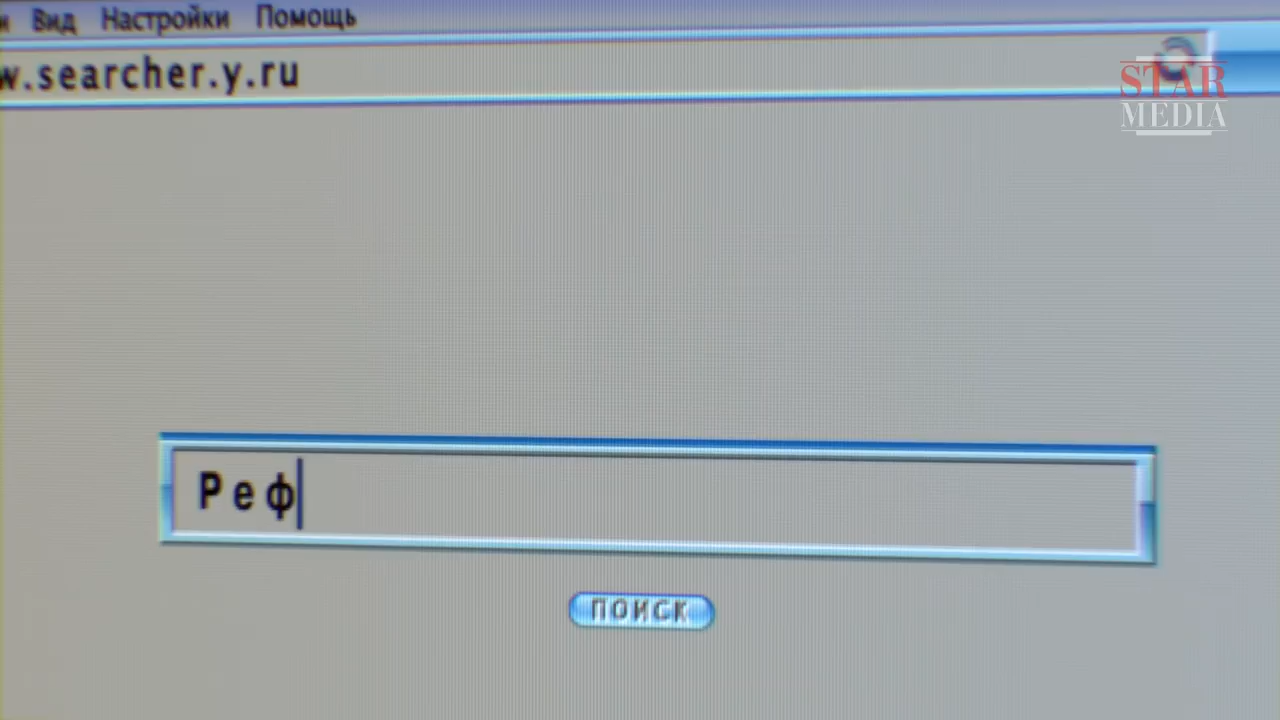 Вид Настройки Помощь
w.searcher.y.ru
STAR
MEDIA
Реф
ПОИСК